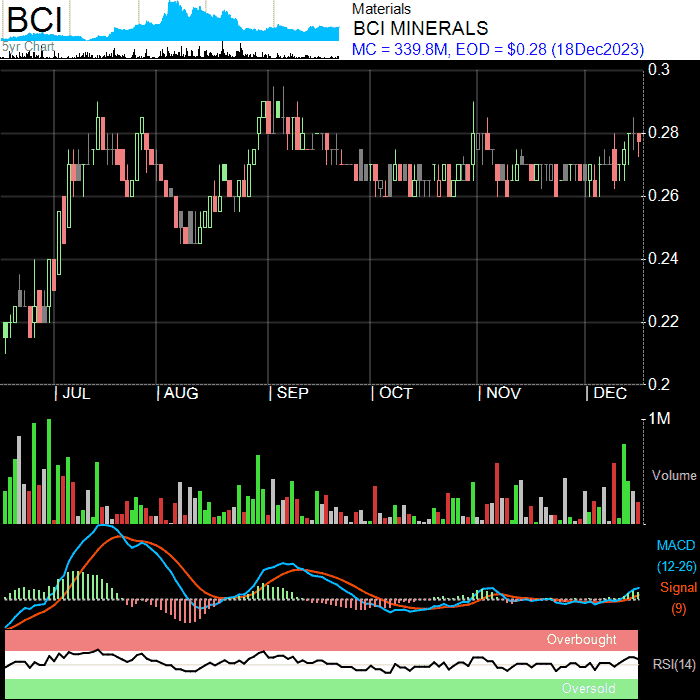 BCI
5yr Chart
Materials
BCI MINERALS
MC = 339.8M, EOD = $0.28 (18Dec2023)
0.3
0.28
0.26
0.24
0.22
0.2
JUL AUG SEP OCT NOV DEC
1M
Volume
MACD
(12-26)
Signal
(9)
Overbought
RSI(14)
Oversold